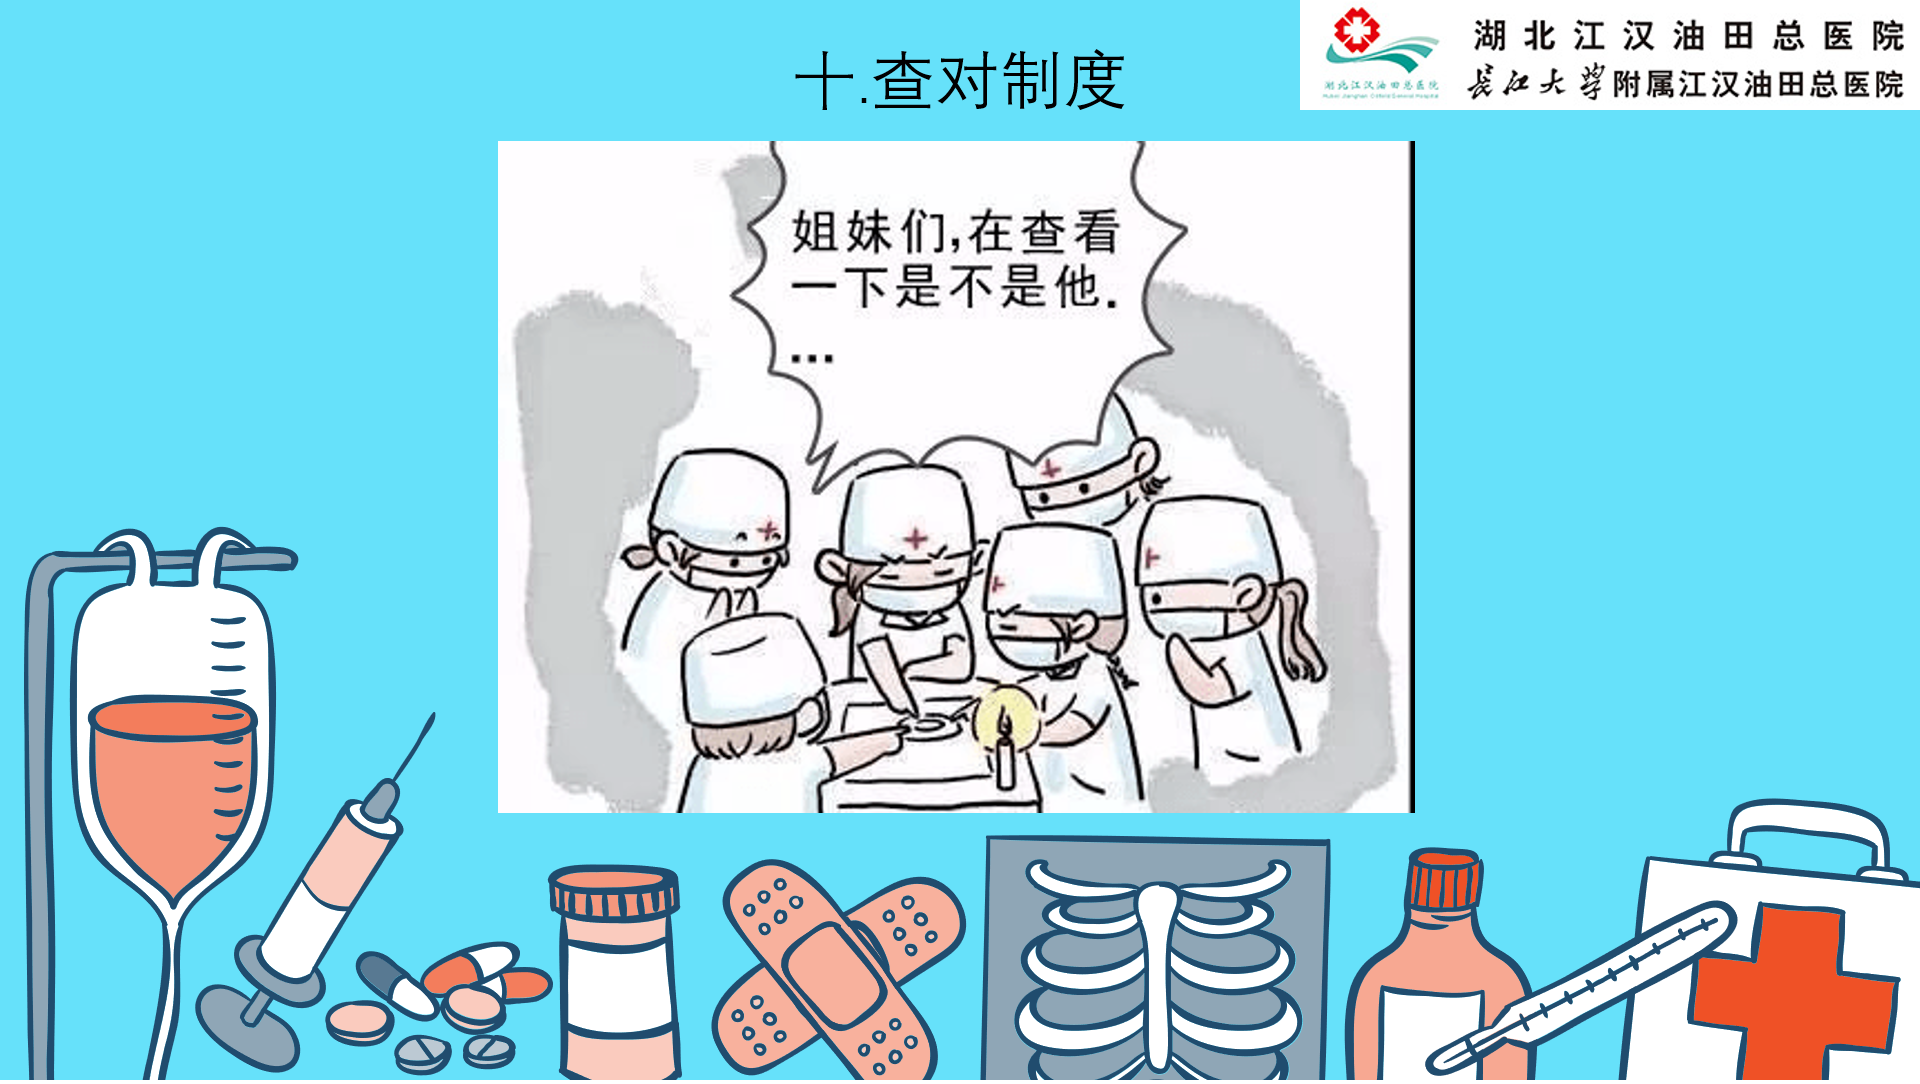 十.查对制度
湖北江汉油田总医院
长江大学附属江汉油田总医院
湖北江汉油田总医院
姐妹们,在查看
一下是不是他.
...